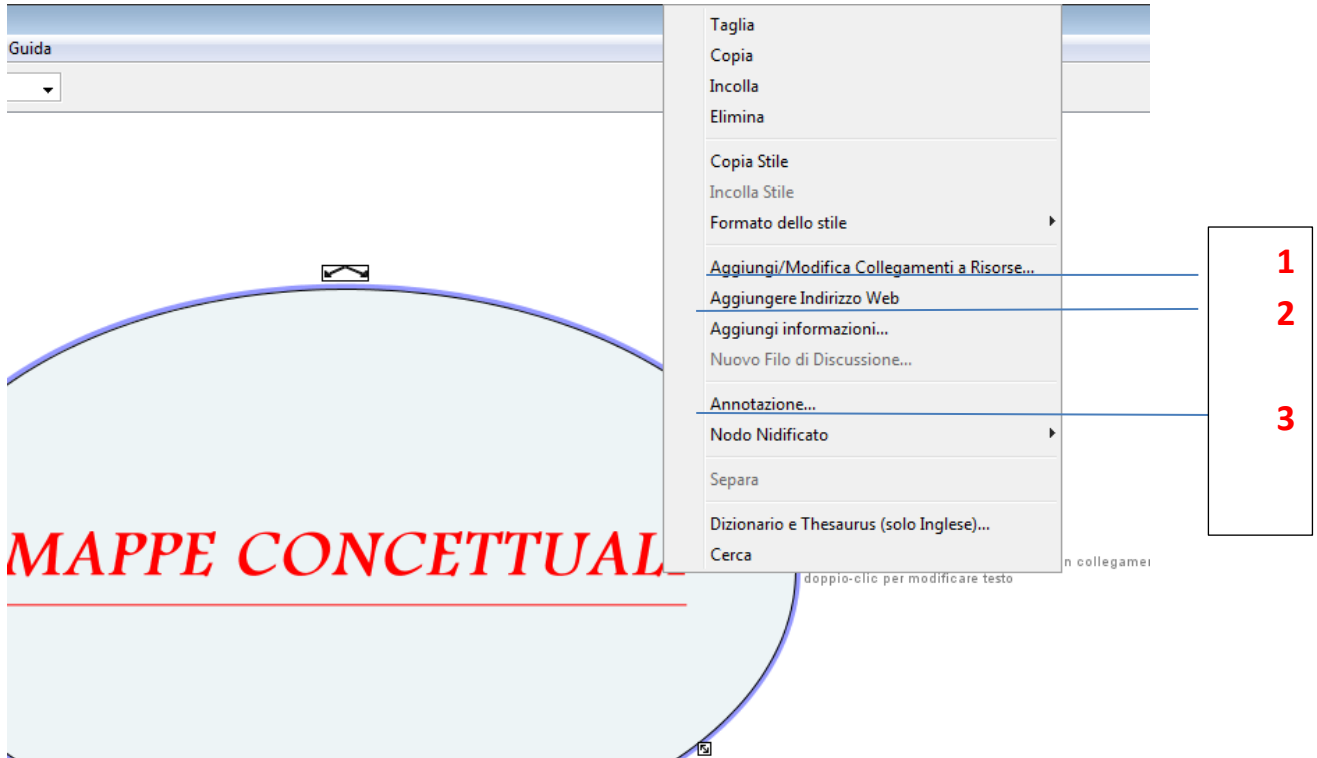 Guida
Taglia
Copia
Incolla
Elimina
Copia Stile
Incolla Stile
Formato dello stile
Aggiungi/Modifica Collegamenti a Risorse...
Aggiungere Indirizzo Web
Aggiungi informazioni...
Nuovo Filo di Discussione...
Annotazione...
Nodo Nidificato
Separa
Dizionario e Thesaurus (solo Inglese)...
Cerca
1
2
3
MAPPE CONCETTUAL
n collegamer
doppio-clic per modificare testo